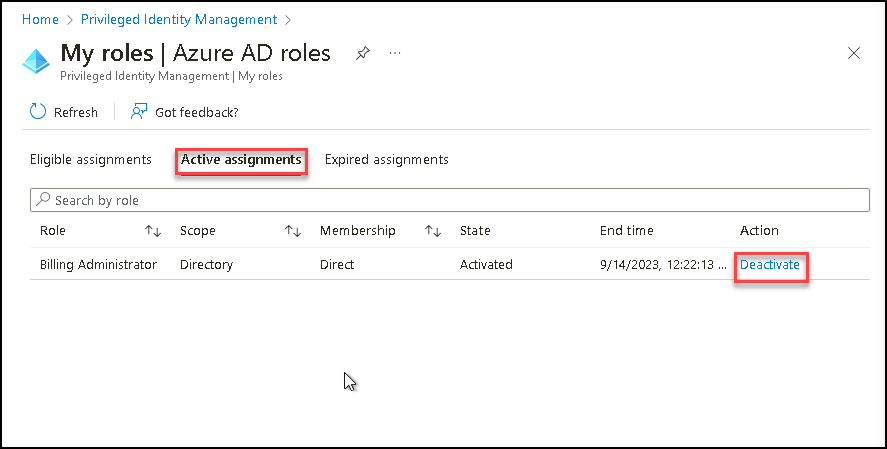 Home > Privileged Identity Management >
My roles | Azure AD roles ...
Privileged Identity Management | My roles
Refresh Got feedback?
Eligible assignments Active assignments Expired assignments
Search by role
Role Scope Membership State End time Action
Billing Administrator Directory Direct Activated 9/14/2023, 12:22:13 ... Deactivate